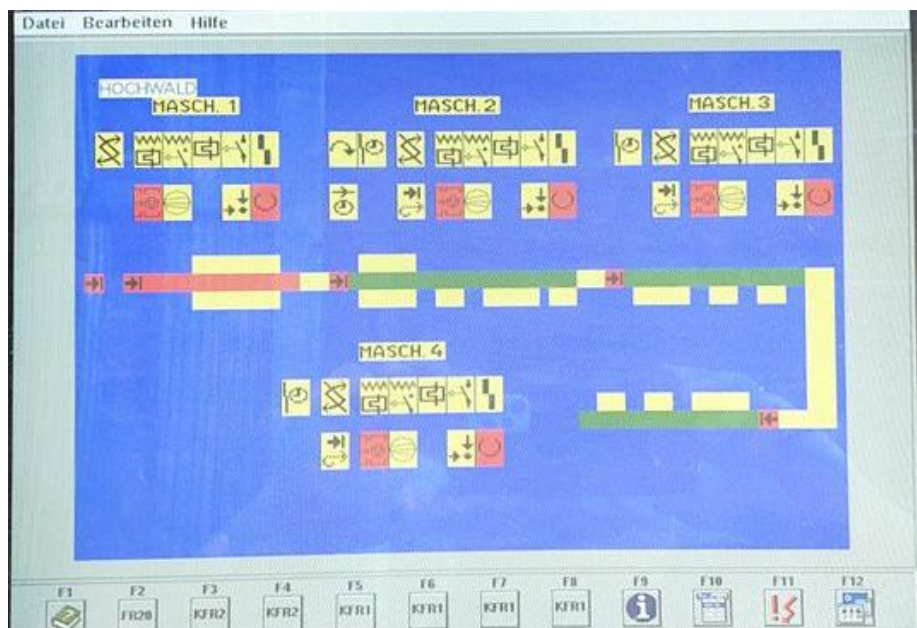 Datei Bearbeiten Hilfe
HOCHWALD
MASCH. 1
MASCH. 2
MASCH. 3
MASCH. 4
F1 F2 F3 F4 F5 F6 F7 F8 F9 F10 F11 F12
FR20 KFR2 KFR2 KFR1 KFR1 KFR1 KFR1